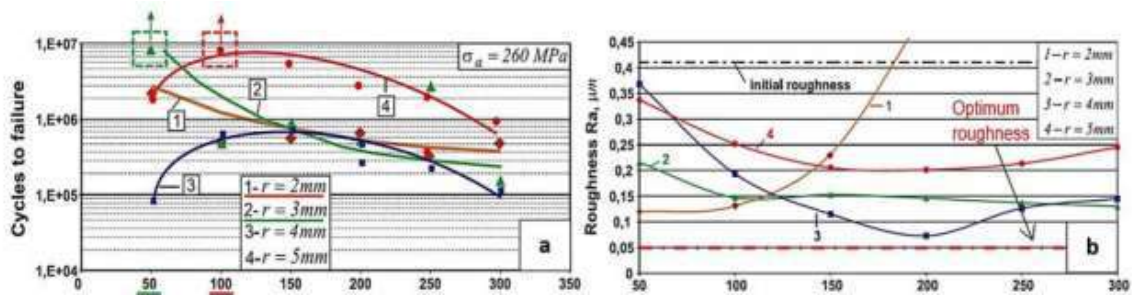 1,E+07
1,E+06
1,E+05
1,E+04
Cycles to failure
σa = 260 MPa
1
2
3
4
1- r = 2mm
2- r = 3mm
3- r = 4mm
4- r = 5mm
a
0 50 100 150 200 250 300 350
Roughness Ra, μm
0,45
0,4
0,35
0,3
0,25
0,2
0,15
0,1
0,05
0
Initial roughness
1
2
3
4
1– r = 2mm
2– r = 3mm
3– r = 4mm
4– r = 5mm
Optimum
roughness
b
50 100 150 200 250 300